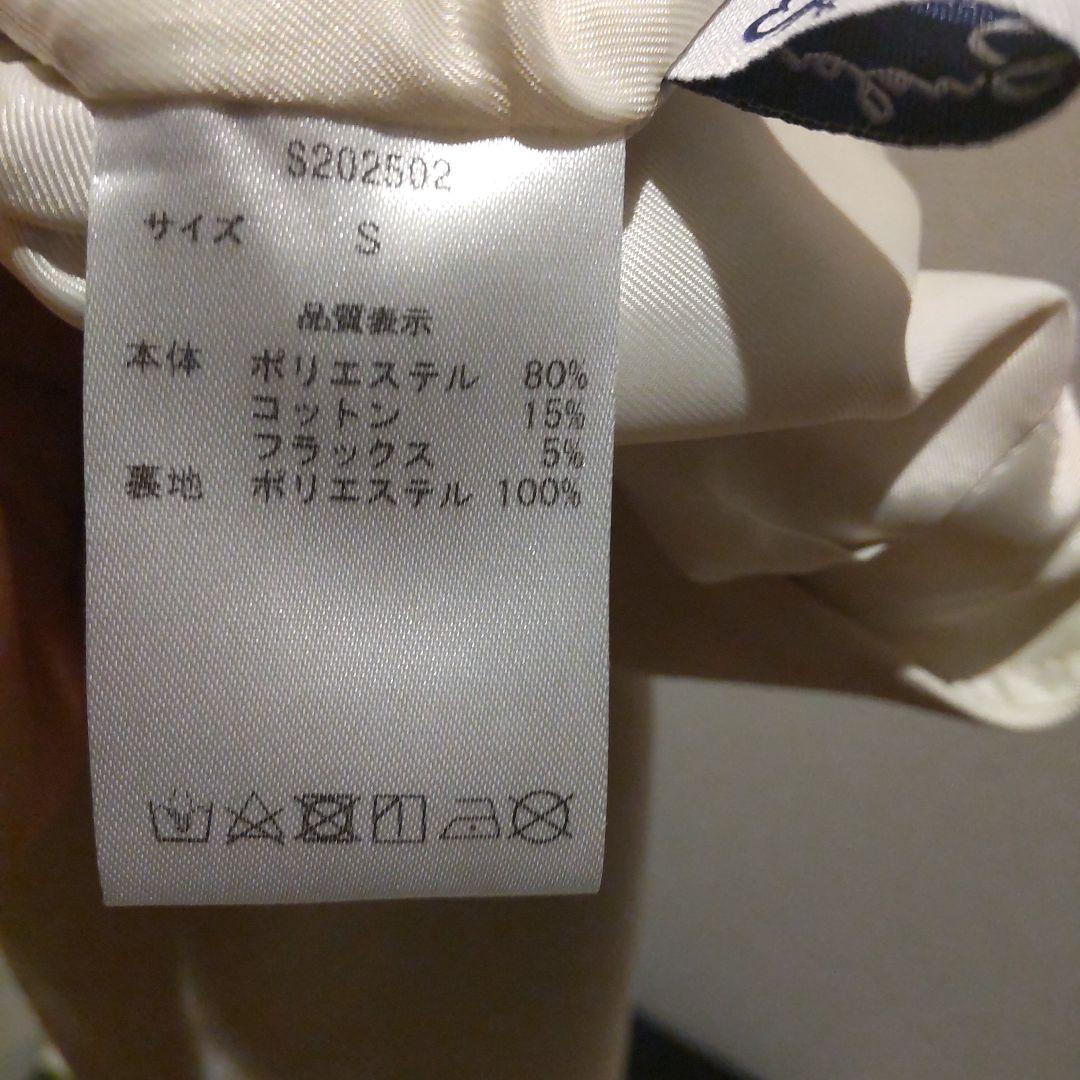 S202502
サイズ S
品質表示
本体 ポリエステル 80%
コットン 15%
フラックス 5%
裏地 ポリエステル 100%